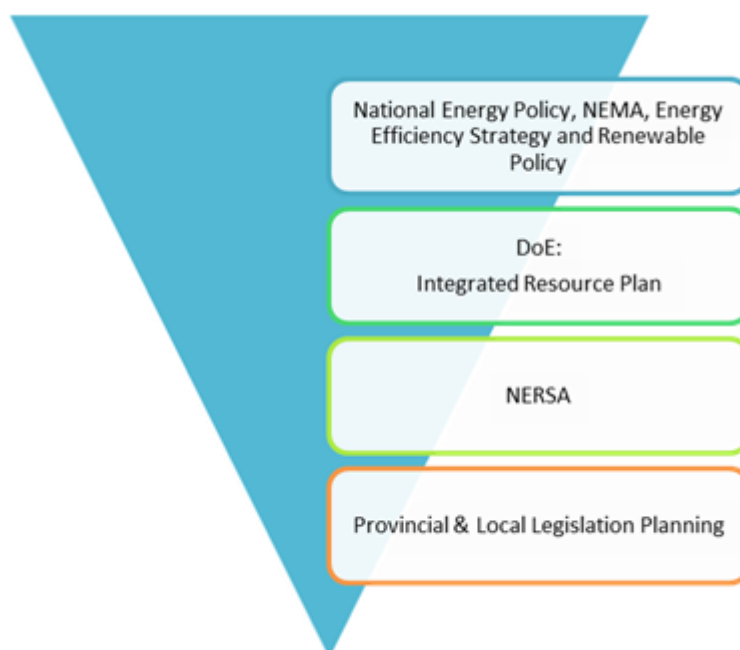 National Energy Policy, NEMA, Energy
Efficiency Strategy and Renewable
Policy
DoE:
Integrated Resource Plan
NERSA
Provincial & Local Legislation Planning